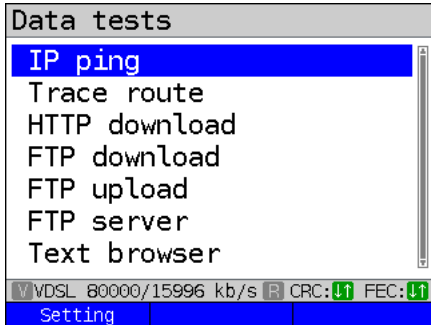 Data tests
IP ping
Trace route
HTTP download
FTP download
FTP upload
FTP server
Text browser
V VDSL 80000/15996 kb/s R CRC:↓↑ FEC:↓↑
Setting